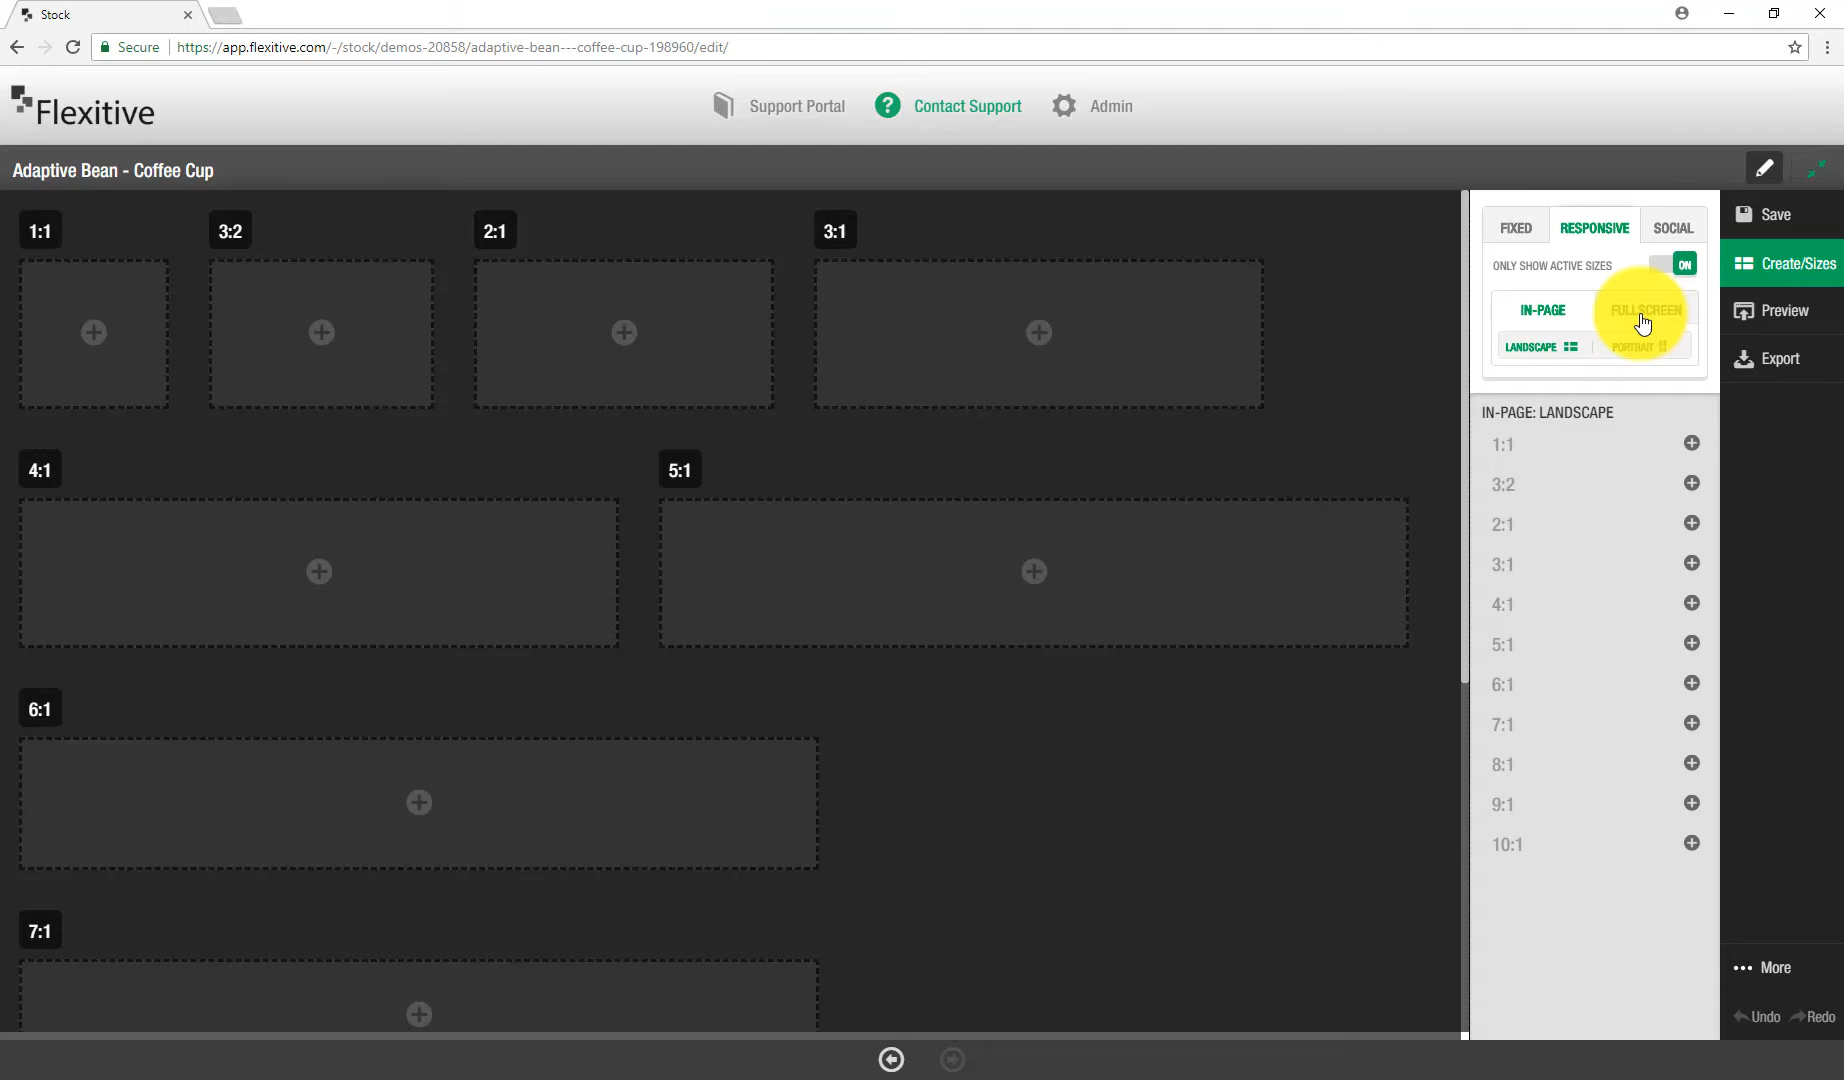 Stock
Secure
https://app.flexitive.com/-/stock/demos-20858/adaptive-bean---coffee-cup-198960/edit/
Flexitive
Support Portal
? Contact Support
Admin
Adaptive Bean - Coffee Cup
1:1
3:2
2:1
3:1
4:1
5:1
6:1
7:1
FIXED
RESPONSIVE
SOCIAL
ONLY SHOW ACTIVE SIZES
ON
IN-PAGE
FULLSCREEN
LANDSCAPE
PORTRAIT
IN-PAGE: LANDSCAPE
1:1
3:2
2:1
3:1
4:1
5:1
6:1
7:1
8:1
9:1
10:1
Save
Create/Sizes
Preview
Export
More
Undo
Redo